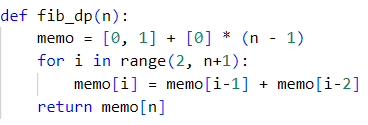 def fib_dp(n):
    memo = [0, 1] + [0] * (n - 1)
    for i in range(2, n+1):
        memo[i] = memo[i-1] + memo[i-2]
    return memo[n]